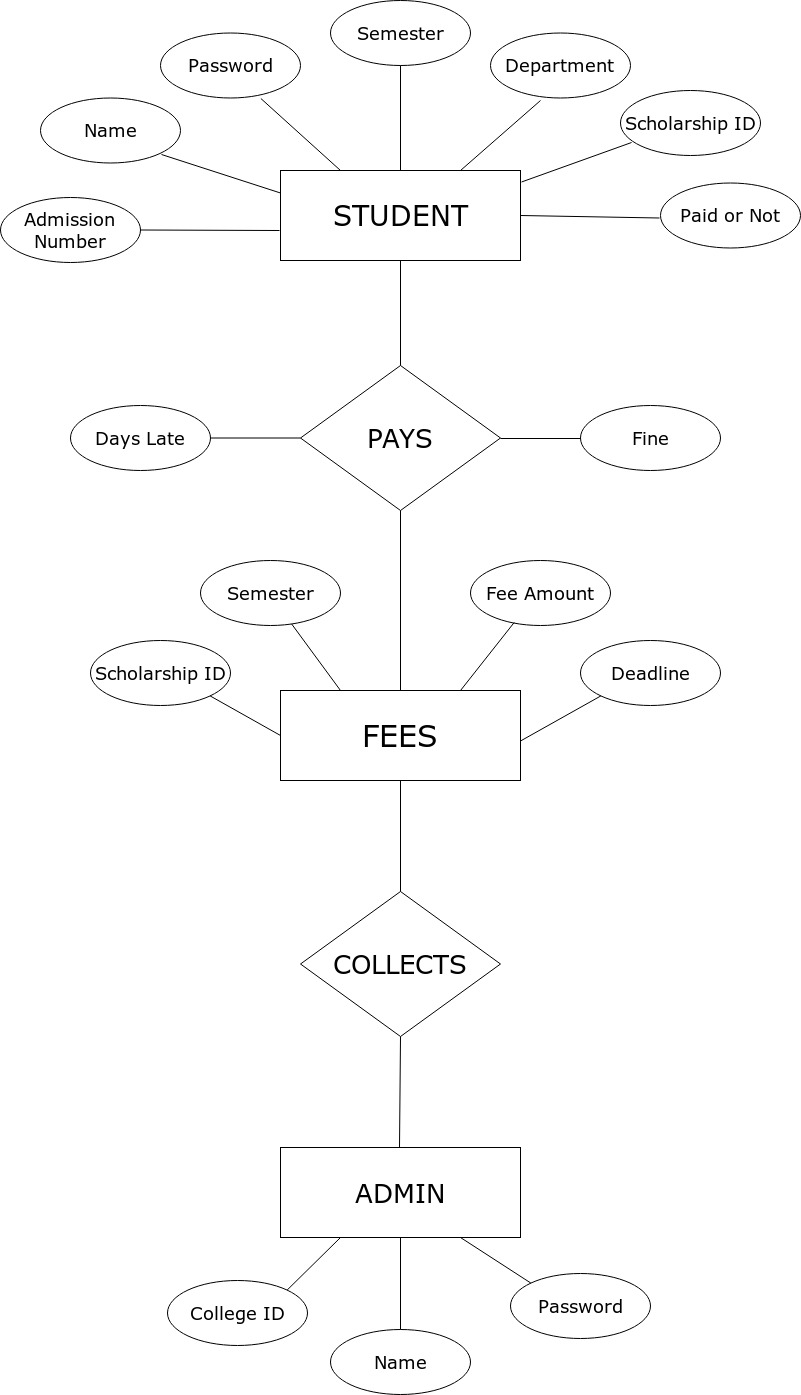 Semester
Password
Department
Scholarship ID
Name
Admission
Number
STUDENT
Paid or Not
Days Late
PAYS
Fine
Semester
Fee Amount
Scholarship ID
Deadline
FEES
COLLECTS
ADMIN
College ID
Password
Name